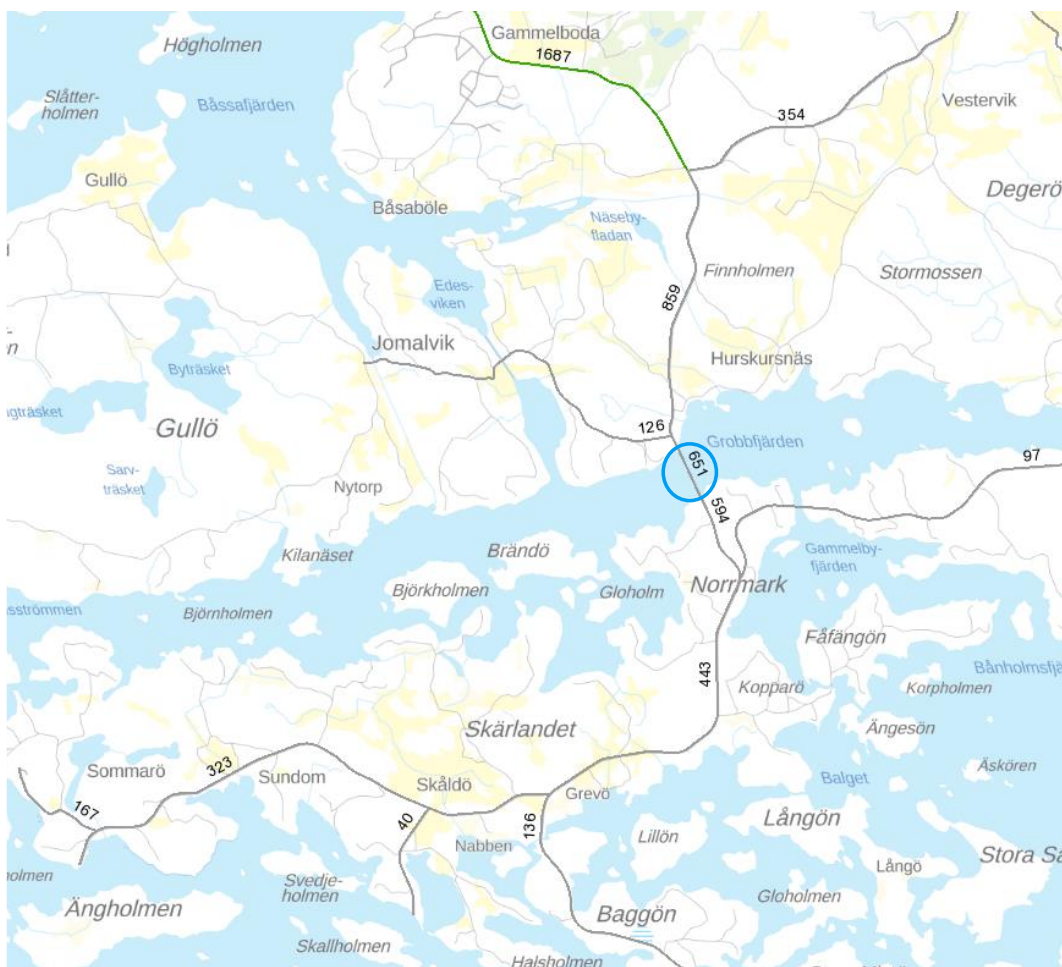 Gammelboda
1687
Högholmen
Slåtter-
holmen
Båssafjärden
Vestervik
354
Gullö
Degerö
Båsaböle
Näseby-
fladan
Finnholmen
Stormossen
Edes-
viken
859
Jomalvik
Hurskursnäs
Byträsket
Gullö
126
Grobbfjärden
651
97
Sarv-
träsket
Nytorp
594
Kilanäset
Brändö
Gammelby-
fjärden
Björkholmen
Gloholm
Norrmark
Björnholmen
Fåfängön
443
Kopparö
Korpholmen
Skärlandet
Ängesön
Sommarö
323
Sundom
Skåldö
Grevö
Balget
Äskören
167
40
136
Lillön
Långön
Nabben
Stora Sa
Svedje-
holmen
Långö
Gloholmen
Ängholmen
Baggön
Skallholmen
Halsholmen